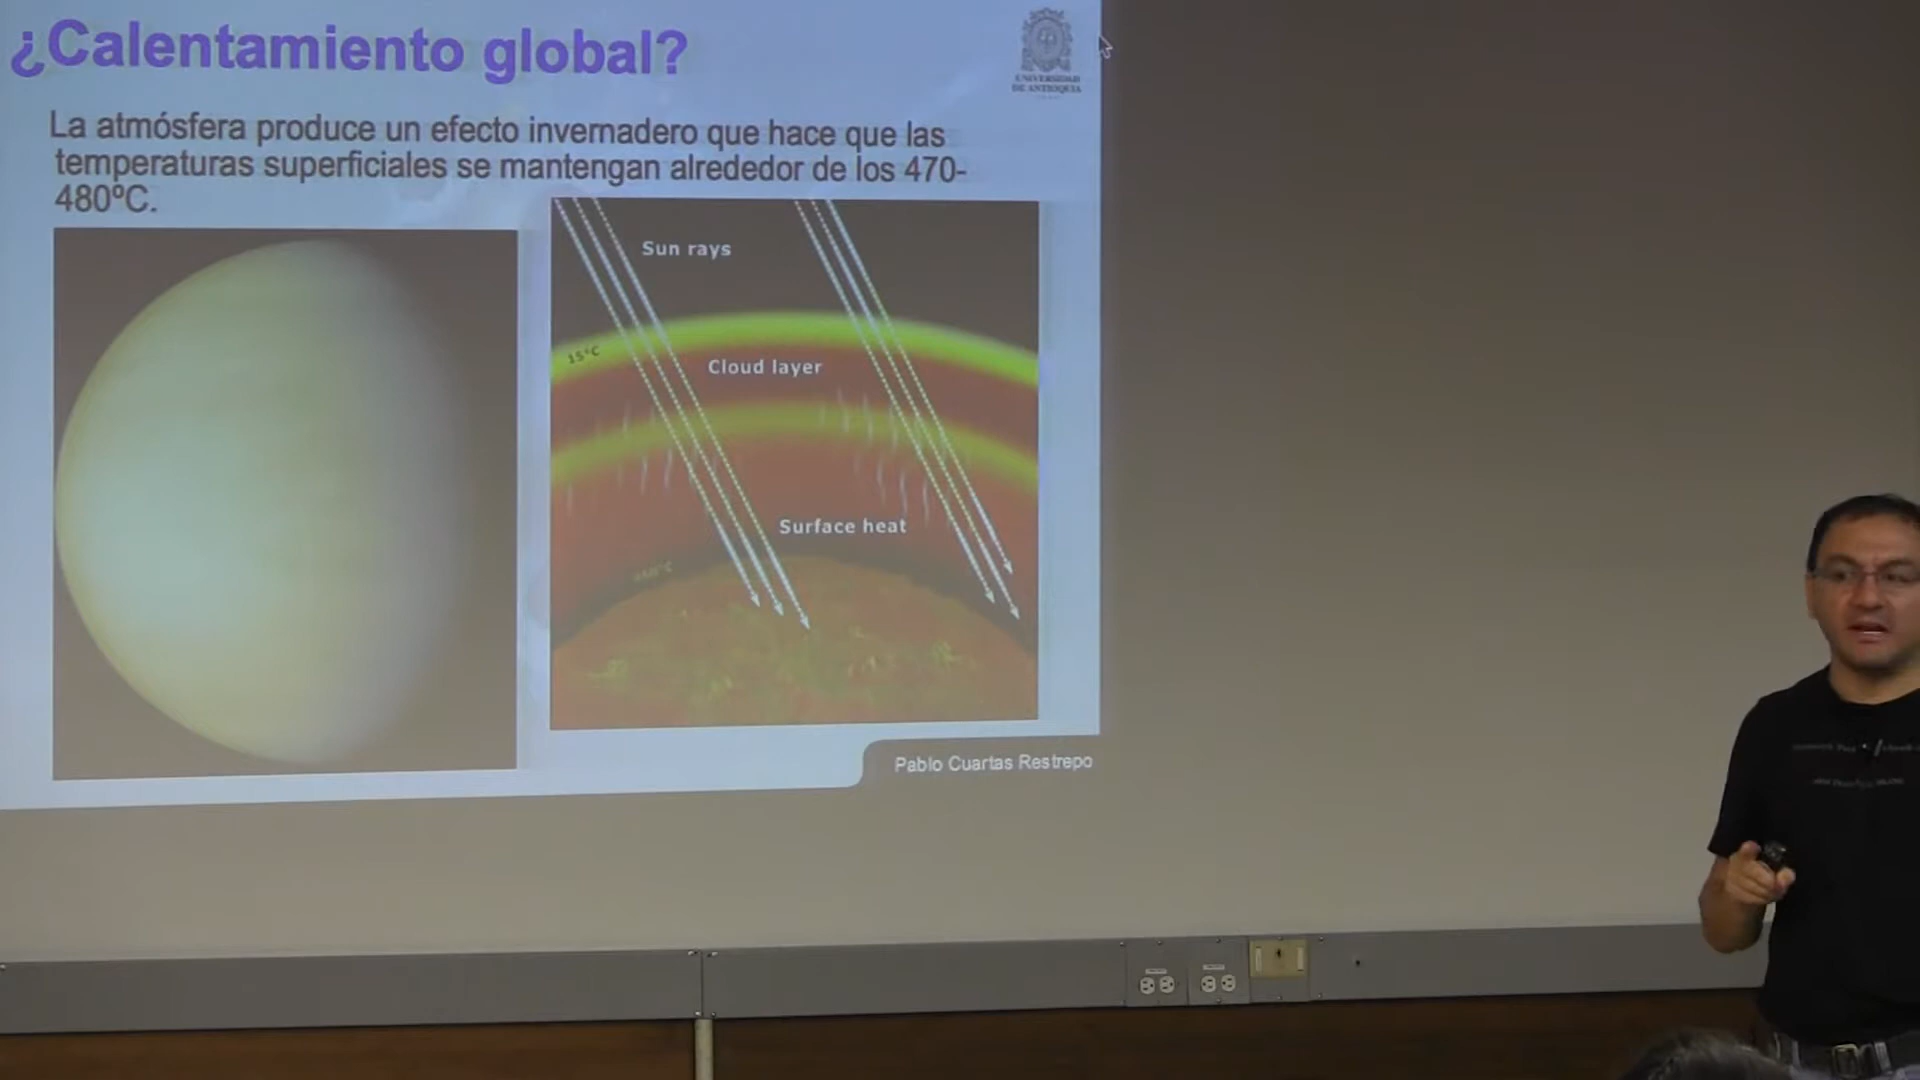 ¿Calentamiento global?
UNIVERSIDAD
DE ANTIOQUIA
La atmósfera produce un efecto invernadero que hace que las
temperaturas superficiales se mantengan alrededor de los 470-
480ºC.
Sun rays
15°C
Cloud layer
Surface heat
Pablo Cuartas Restrepo